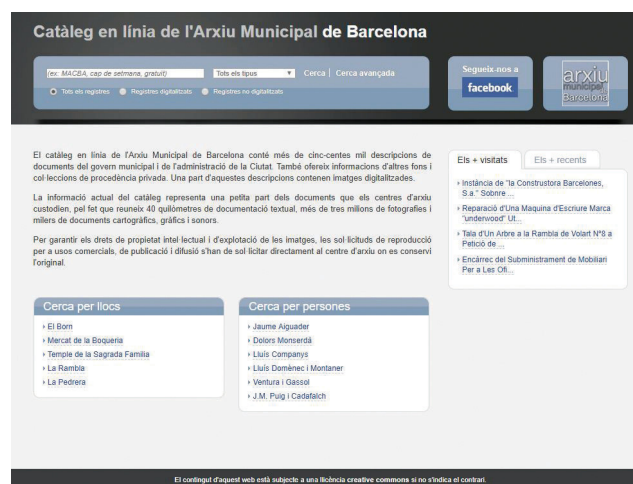 Catàleg en línia de l'Arxiu Municipal de Barcelona
(ex: MACBA, cap de setmana, gratuït)
Tots els tipus
Cerca | Cerca avançada
Tots els registres
Registres digitalitzats
Registres no digitalitzats
Segueix-nos a
facebook
arxiu
municipal
Barcelona
El catàleg en línia de l'Arxiu Municipal de Barcelona conté més de cinc-centes mil descripcions de
documents del govern municipal i de l'administració de la Ciutat. També ofereix informacions d'altres fons i
col·leccions de procedència privada. Una part d'aquestes descripcions contenen imatges digitalitzades.
La informació actual del catàleg representa una petita part dels documents que els centres d'arxiu
custodien, pel fet que reuneix 40 quilòmetres de documentació textual, més de tres milions de fotografies i
milers de documents cartogràfics, gràfics i sonors.
Per garantir els drets de propietat intel·lectual i d'explotació de les imatges, les sol·licituds de reproducció
per a usos comercials, de publicació i difusió s'han de sol·licitar directament al centre d'arxiu on es conservi
l'original.
Els + visitats
Els + recents
Instància de "la Construtora Barcelones,
S.a." Sobnre ...
Reparació d'Una Maquina d'Escriure Marca
"underwood" Ut...
Tala d'Un Arbre a la Rambla de Volart Nº8 a
Petició de ...
Encàrrec del Subministrament de Mobiliari
Per a Les Ofi...
Cerca per llocs
El Born
Mercat de la Boqueria
Temple de la Sagrada Família
La Rambla
La Pedrera
Cerca per persones
Jaume Aiguader
Dolors Monserdà
Lluís Companys
Lluís Domènec i Montaner
Ventura i Gassol
J.M. Puig i Cadafalch
El contingut d'aquest web està subjecte a una llicència creative commons si no s'indica el contrari.